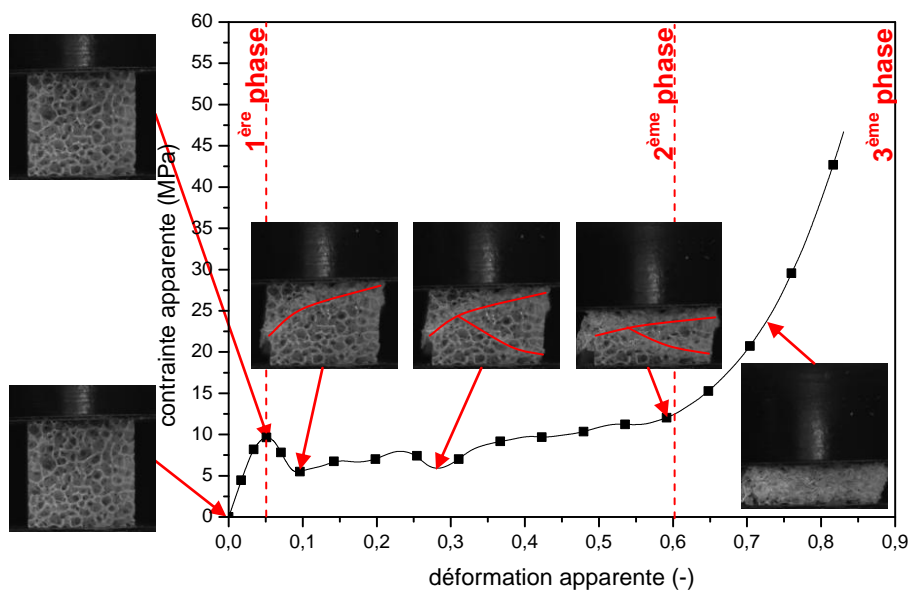 60
55
50
45
40
35
30
25
20
15
10
5
0
contrainte apparente (MPa)
1ère phase
2ème phase
3ème phase
0,0 0,1 0,2 0,3 0,4 0,5 0,6 0,7 0,8 0,9
déformation apparente (-)